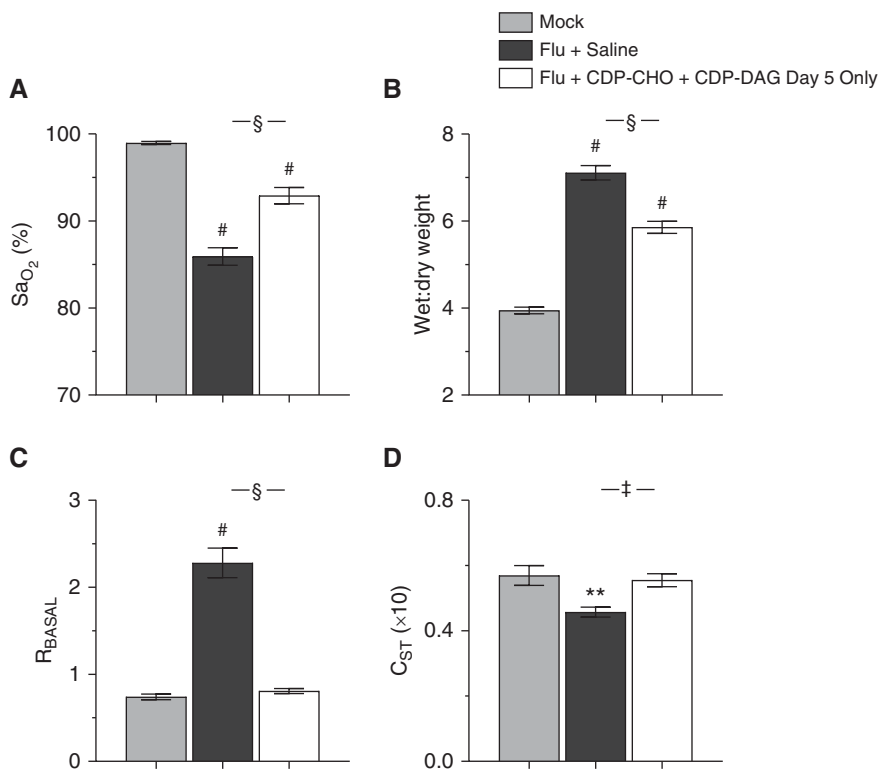 Mock
Flu + Saline
Flu + CDP-CHO + CDP-DAG Day 5 Only
A
§
100
#
#
90
80
70
SaO2 (%)
B
§
8
#
#
6
4
2
Wet:dry weight
C
§
3
#
2
1
0
RBASAL
D
‡
0.8
**
0.4
0.0
CST (×10)